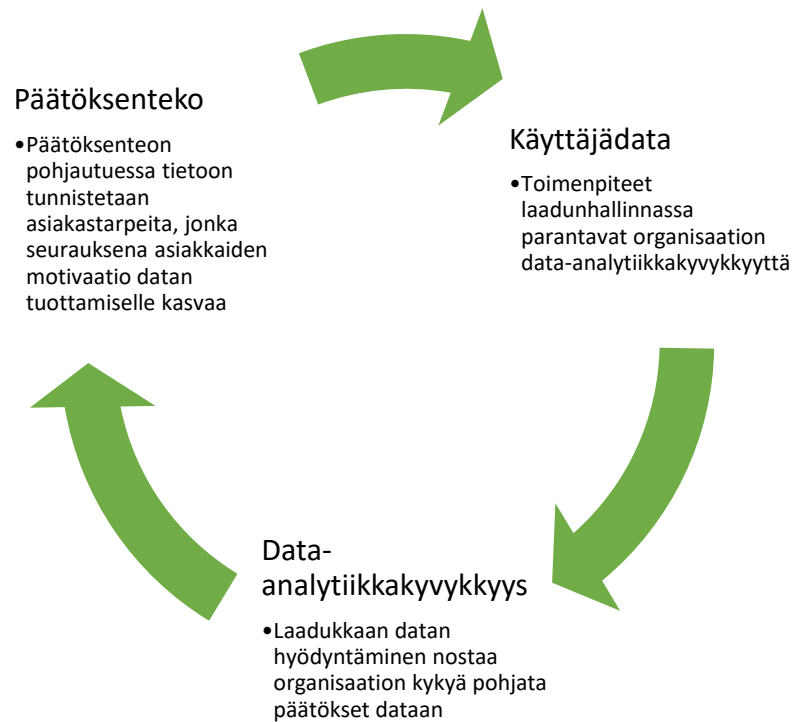 Päätöksenteko
•Päätöksenteon
pohjautuessa tietoon
tunnistetaan
asiakastarpeita, jonka
seurauksena asiakkaiden
motivaatio datan
tuottamiselle kasvaa
Käyttäjädata
•Toimenpiteet
laadunhallinnassa
parantavat organisaation
data-analytiikkakyvykkyyttä
Data-
analytiikkakyvykkyys
•Laadukkaan datan
hyödyntäminen nostaa
organisaation kykyä pohjata
päätökset dataan